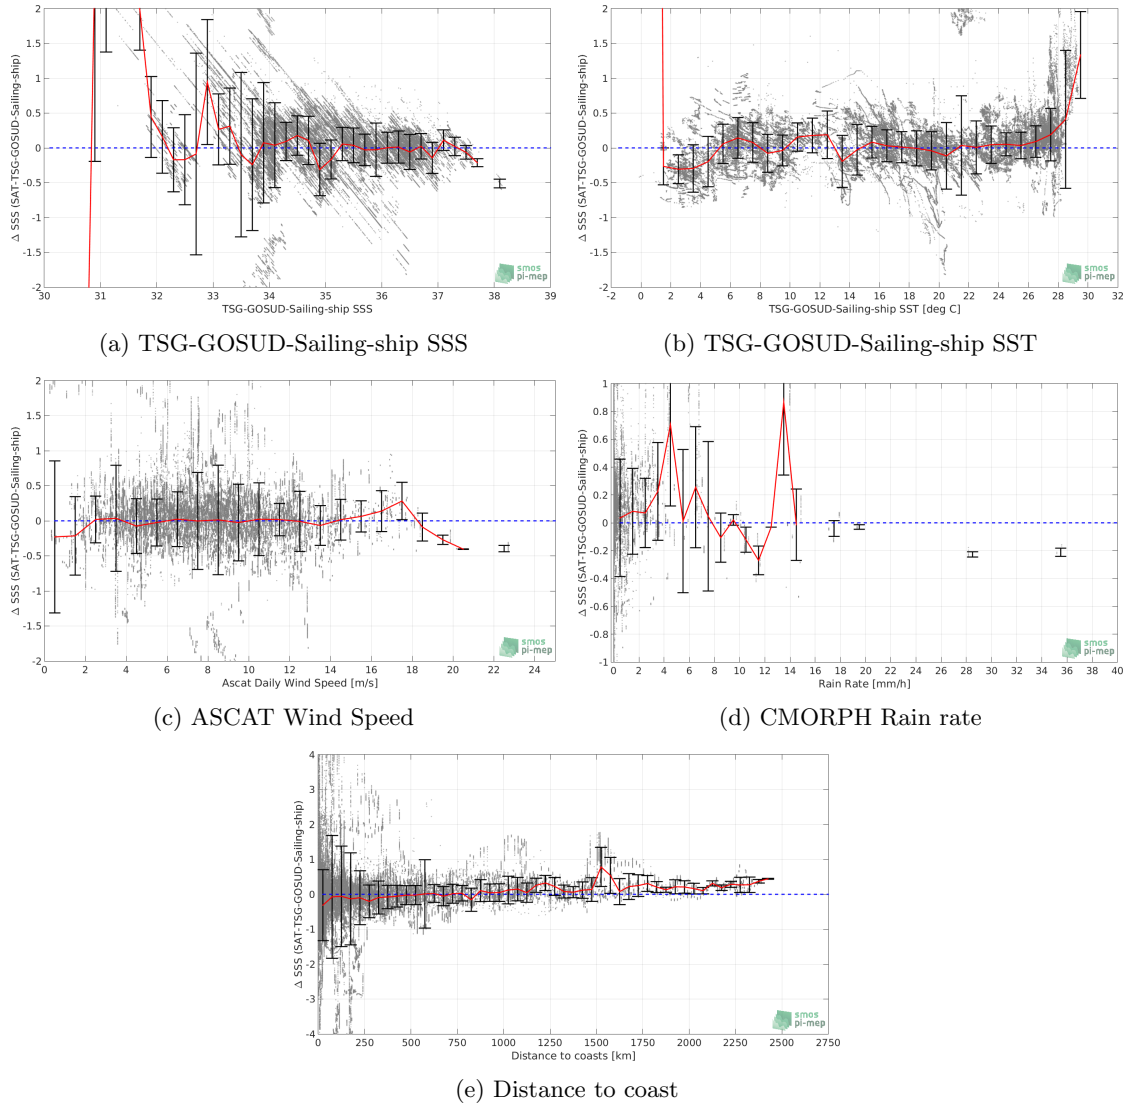 2
1.5
1
0.5
0
-0.5
-1
-1.5
-2
Δ SSS (SAT-TSG-GOSUD-Sailing-ship)
30 31 32 33 34 35 36 37 38 39
TSG-GOSUD-Sailing-ship SSS
smos
pi-mep
(a) TSG-GOSUD-Sailing-ship SSS
2
1.5
1
0.5
0
-0.5
-1
-1.5
-2
Δ SSS (SAT-TSG-GOSUD-Sailing-ship)
-2 0 2 4 6 8 10 12 14 16 18 20 22 24 26 28 30 32
TSG-GOSUD-Sailing-ship SST [deg C]
smos
pi-mep
(b) TSG-GOSUD-Sailing-ship SST
2
1.5
1
0.5
0
-0.5
-1
-1.5
-2
Δ SSS (SAT-TSG-GOSUD-Sailing-ship)
0 2 4 6 8 10 12 14 16 18 20 22 24
Ascat Daily Wind Speed [m/s]
smos
pi-mep
(c) ASCAT Wind Speed
1
0.8
0.6
0.4
0.2
0
-0.2
-0.4
-0.6
-0.8
-1
Δ SSS (SAT-TSG-GOSUD-Sailing-ship)
0 2 4 6 8 10 12 14 16 18 20 22 24 26 28 30 32 34 36 38 40
Rain Rate [mm/h]
smos
pi-mep
(d) CMORPH Rain rate
4
3
2
1
0
-1
-2
-3
-4
Δ SSS (SAT-TSG-GOSUD-Sailing-ship)
0 250 500 750 1000 1250 1500 1750 2000 2250 2500 2750
Distance to coasts [km]
smos
pi-mep
(e) Distance to coast